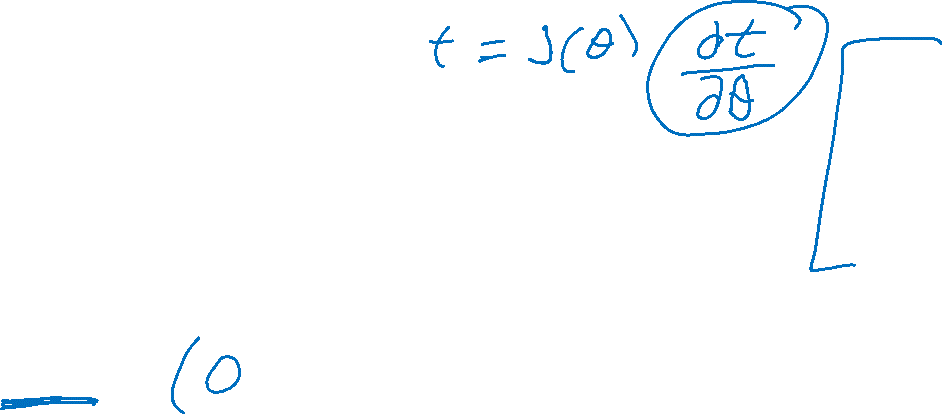 t = J(θ) ∂t/∂θ [
(0